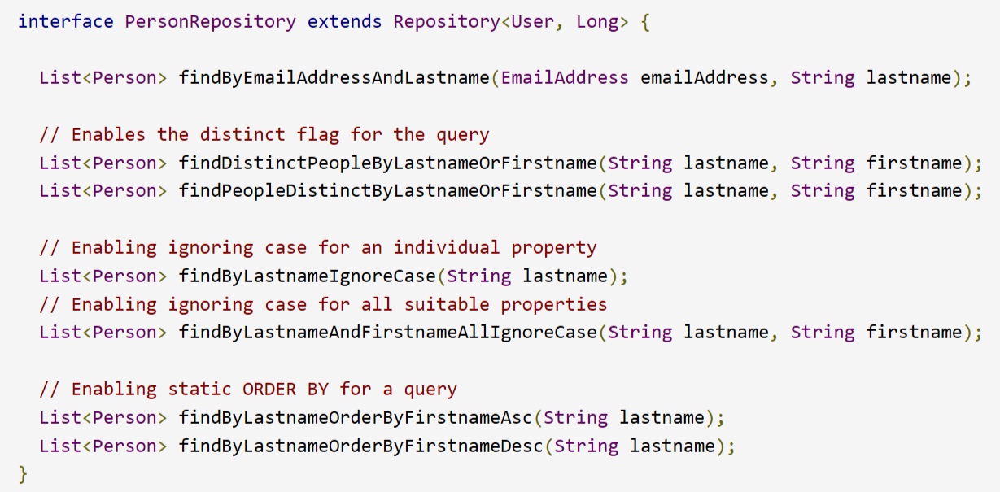 interface PersonRepository extends Repository<User, Long> {
List<Person> findByEmailAddressAndLastname(EmailAddress emailAddress, String lastname);
// Enables the distinct flag for the query
List<Person> findDistinctPeopleByLastnameOrFirstname(String lastname, String firstname);
List<Person> findPeopleDistinctByLastnameOrFirstname(String lastname, String firstname);
// Enabling ignoring case for an individual property
List<Person> findByLastnameIgnoreCase(String lastname);
// Enabling ignoring case for all suitable properties
List<Person> findByLastnameAndFirstnameAllIgnoreCase(String lastname, String firstname);
// Enabling static ORDER BY for a query
List<Person> findByLastnameOrderByFirstnameAsc(String lastname);
List<Person> findByLastnameOrderByFirstnameDesc(String lastname);
}